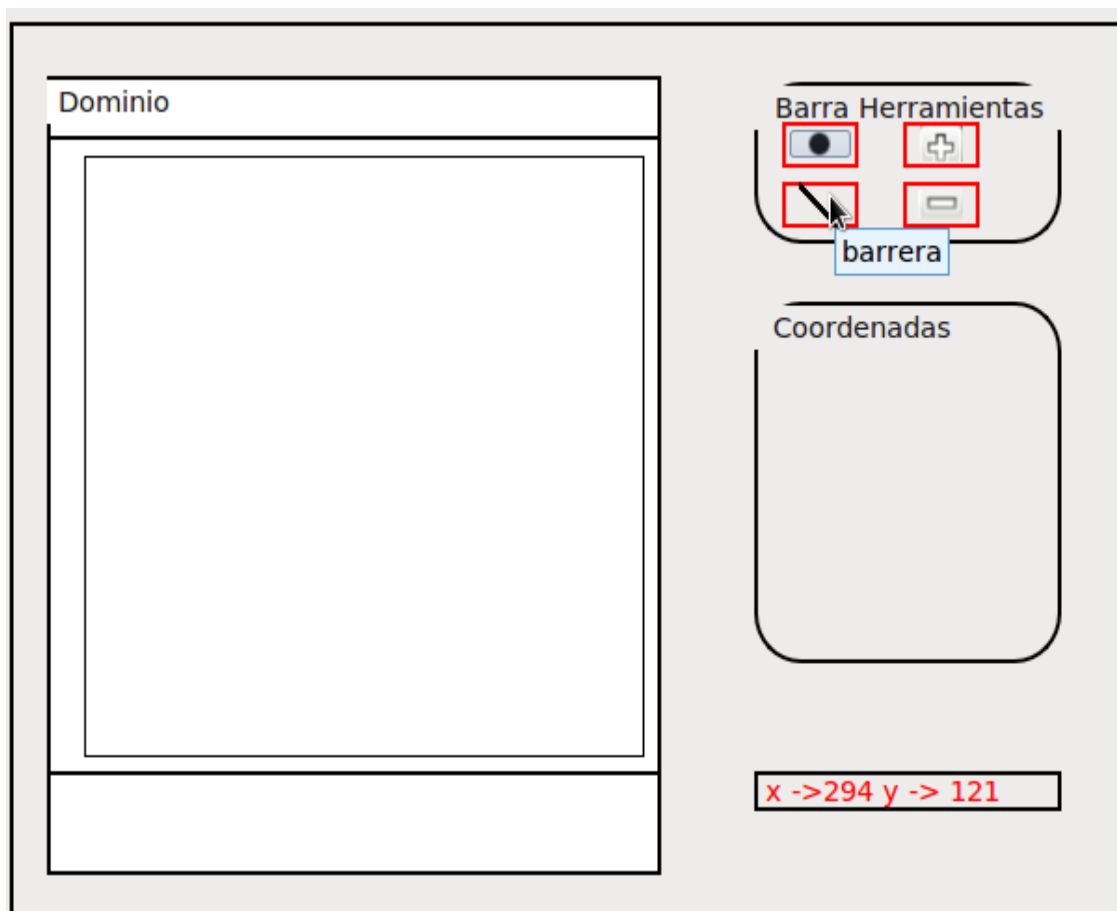 Dominio
Barra Herramientas
barrera
Coordenadas
x ->294 y -> 121